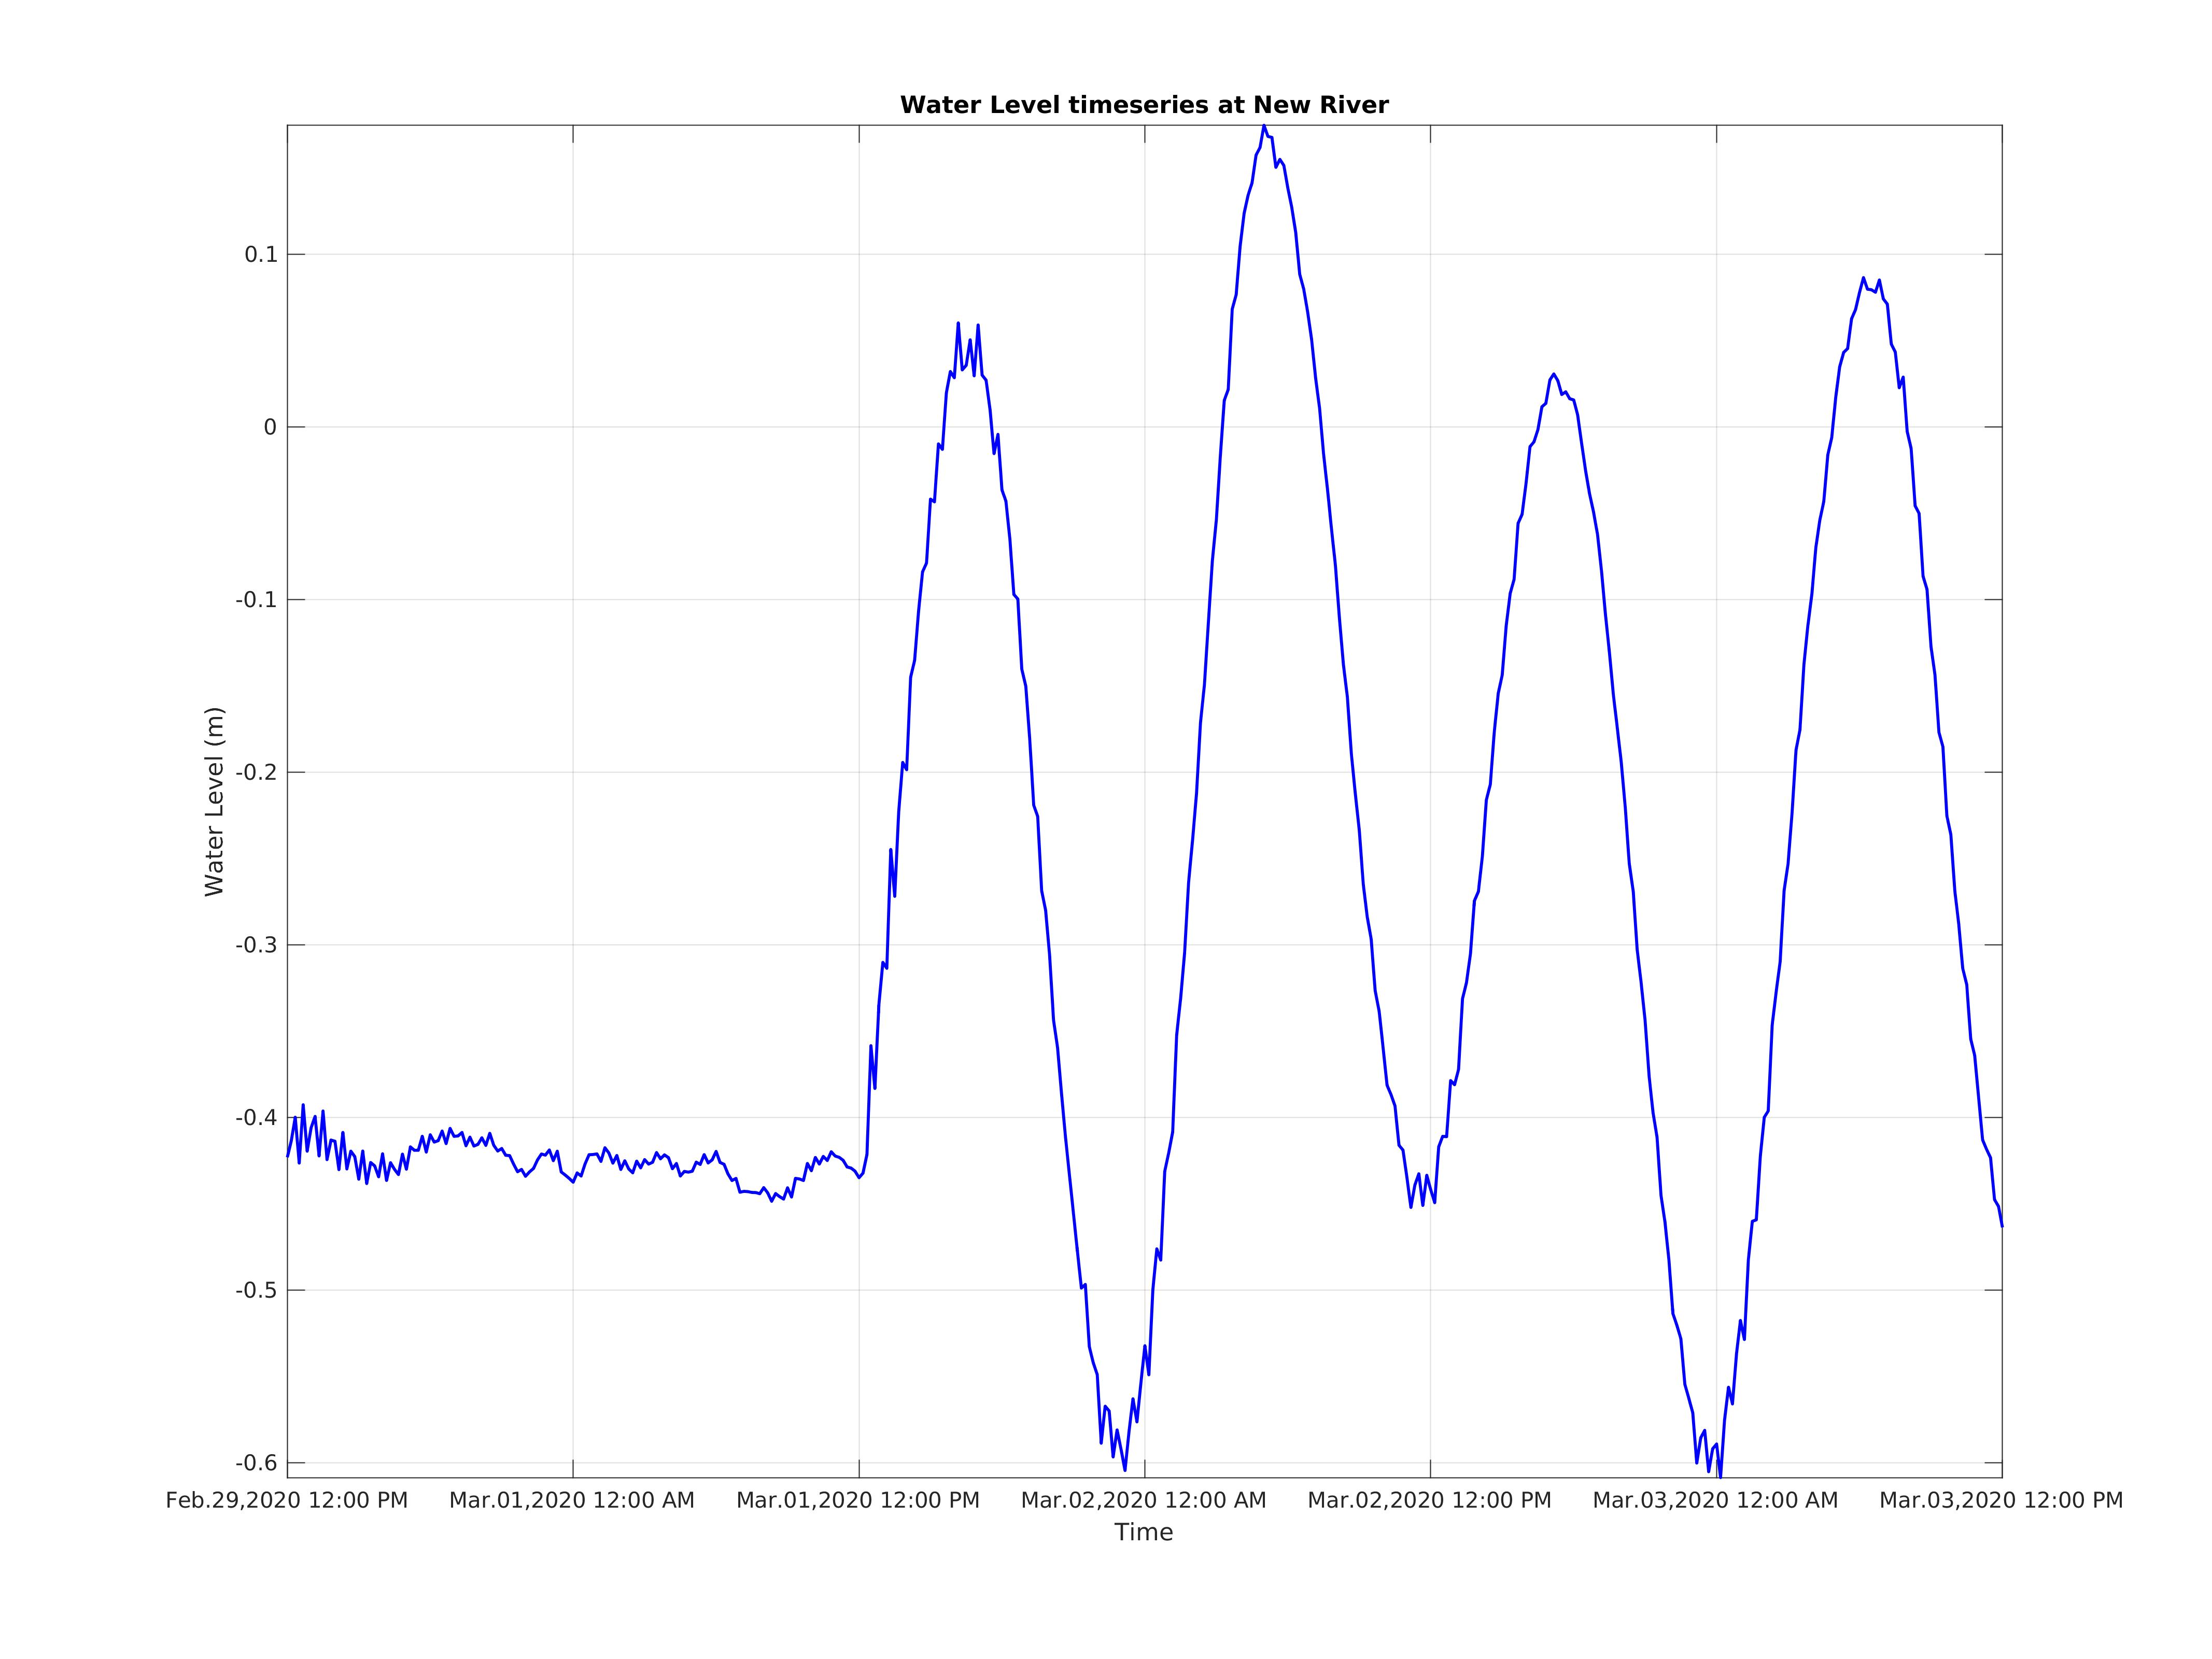 Water Level timeseries at New River
Water Level (m)
0.1
0
-0.1
-0.2
-0.3
-0.4
-0.5
-0.6
Feb.29,2020 12:00 PM Mar.01,2020 12:00 AM Mar.01,2020 12:00 PM Mar.02,2020 12:00 AM Mar.02,2020 12:00 PM Mar.03,2020 12:00 AM Mar.03,2020 12:00 PM
Time